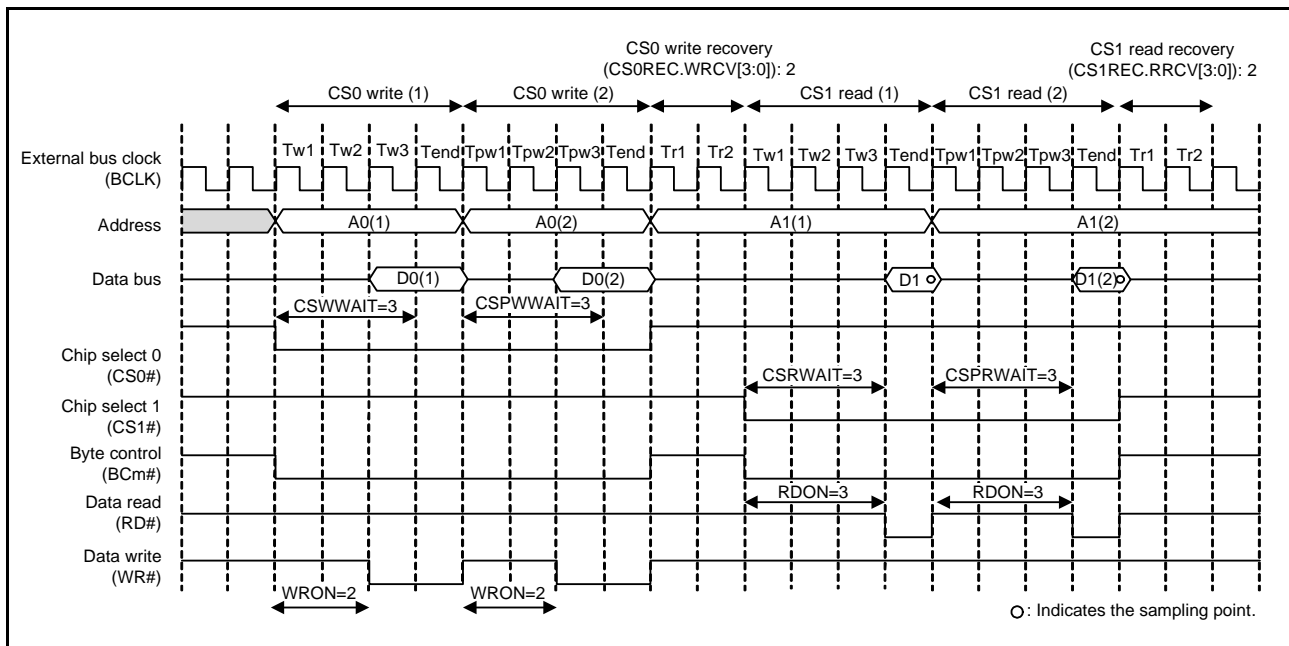 CS0 write recovery
(CS0REC.WRCV[3:0]): 2
CS1 read recovery
(CS1REC.RRCV[3:0]): 2
CS0 write (1) CS0 write (2) CS1 read (1) CS1 read (2)
Tw1 Tw2 Tw3 Tend Tpw1 Tpw2 Tpw3 Tend Tr1 Tr2 Tw1 Tw2 Tw3 Tend Tpw1 Tpw2 Tpw3 Tend Tr1 Tr2
External bus clock
(BCLK)
Address A0(1) A0(2) A1(1) A1(2)
Data bus D0(1) D0(2) D1 D1(2)
CSWWAIT=3 CSPWWAIT=3
Chip select 0
(CS0#)
CSRWAIT=3 CSPRWAIT=3
Chip select 1
(CS1#)
Byte control
(BCm#)
RDON=3 RDON=3
Data read
(RD#)
Data write
(WR#)
WRON=2 WRON=2
: Indicates the sampling point.